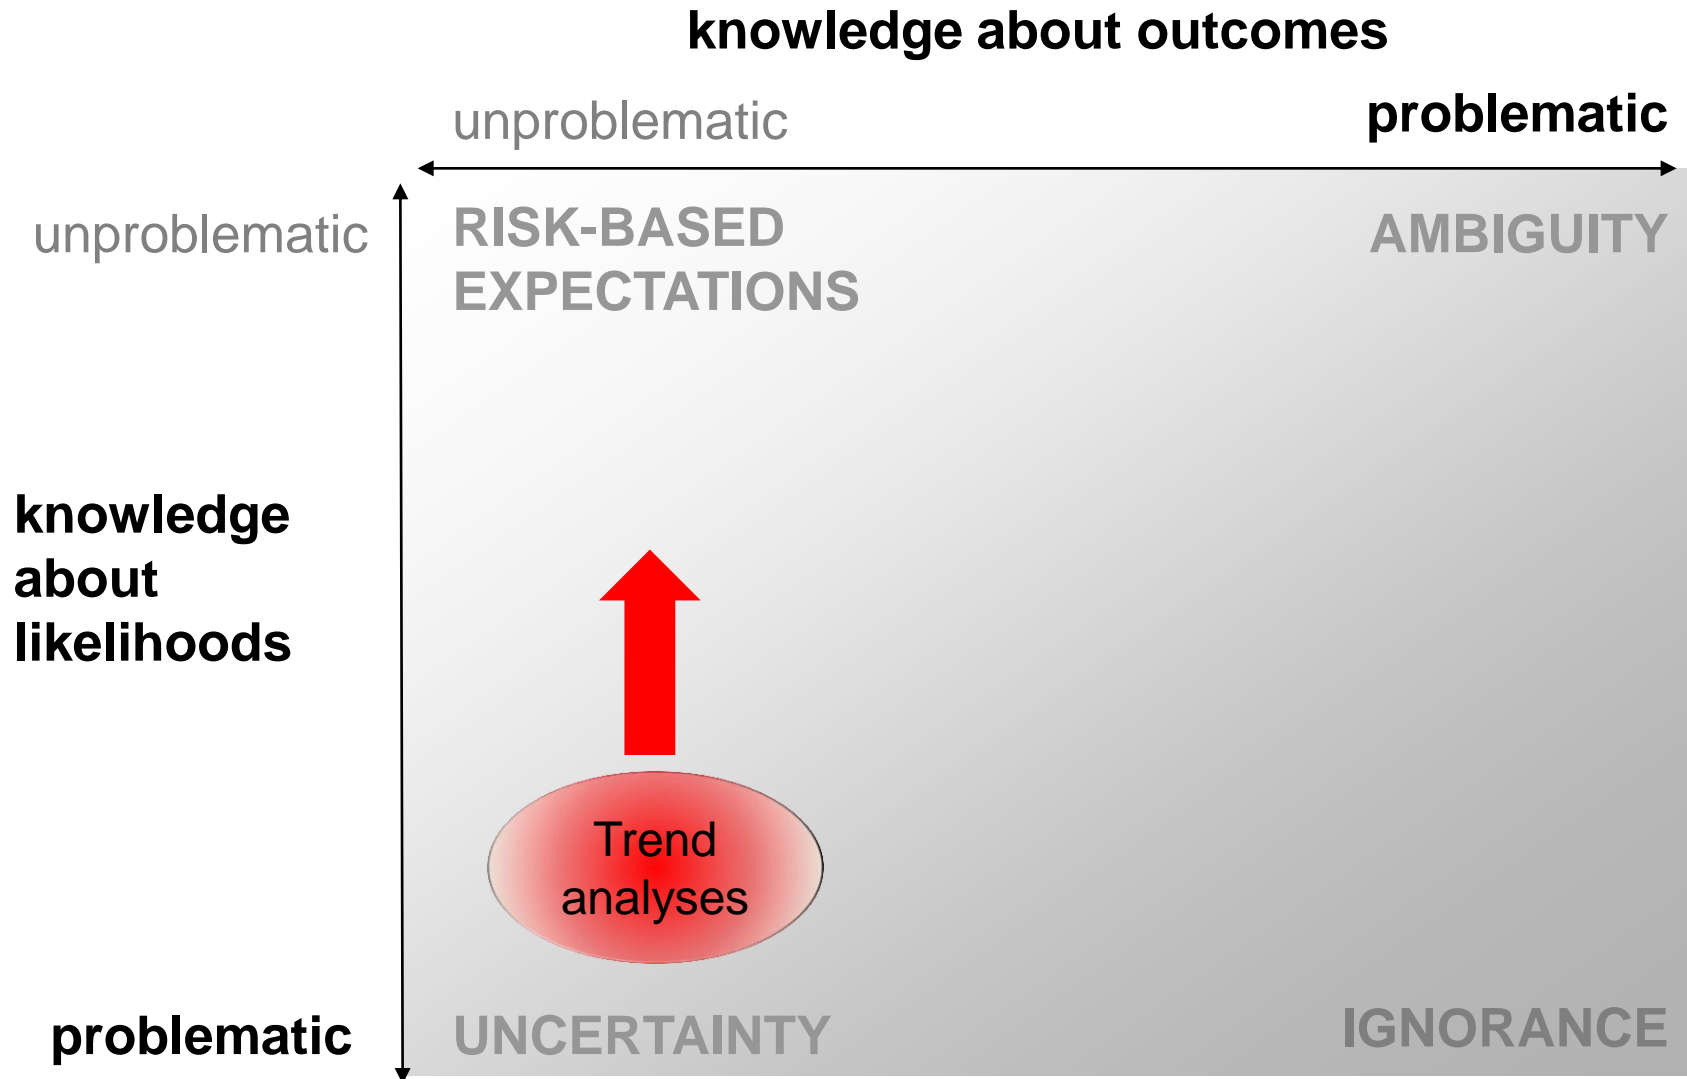 knowledge about outcomes
unproblematic
problematic
unproblematic
RISK-BASED
EXPECTATIONS
AMBIGUITY
knowledge
about
likelihoods
Trend
analyses
problematic
UNCERTAINTY
IGNORANCE